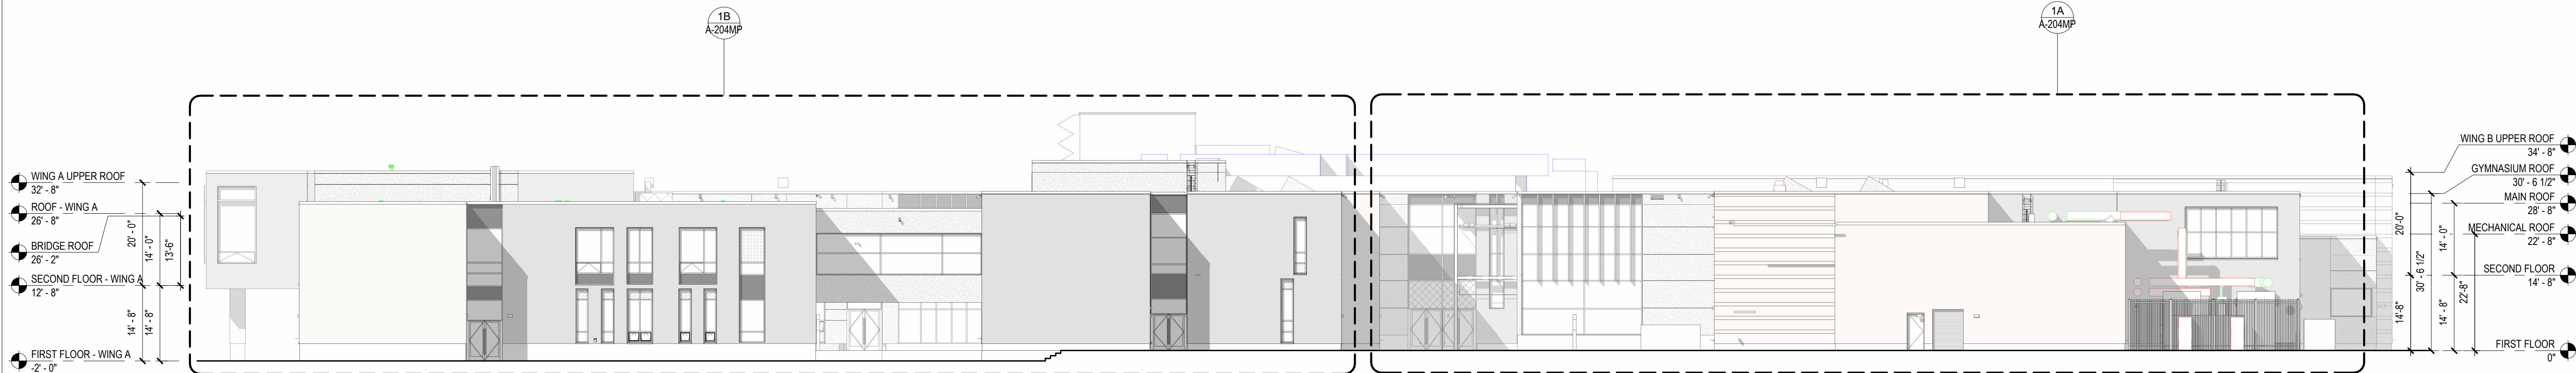 1B
A-204MP
1A
A-204MP
WING A UPPER ROOF
32' - 8"
ROOF - WING A
26' - 8"
BRIDGE ROOF
26' - 2"
SECOND FLOOR - WING A
12' - 8"
FIRST FLOOR - WING A
-2' - 0"
20' - 0"
14' - 0"
13'-6"
14' - 8"
14' - 8"
WING B UPPER ROOF
34' - 8"
GYMNASIUM ROOF
30' - 6 1/2"
MAIN ROOF
28' - 8"
MECHANICAL ROOF
22' - 8"
SECOND FLOOR
14' - 8"
FIRST FLOOR
0"
20'-0"
14'-8"
30' - 6 1/2"
14' - 0"
14' - 8"
22'-8"